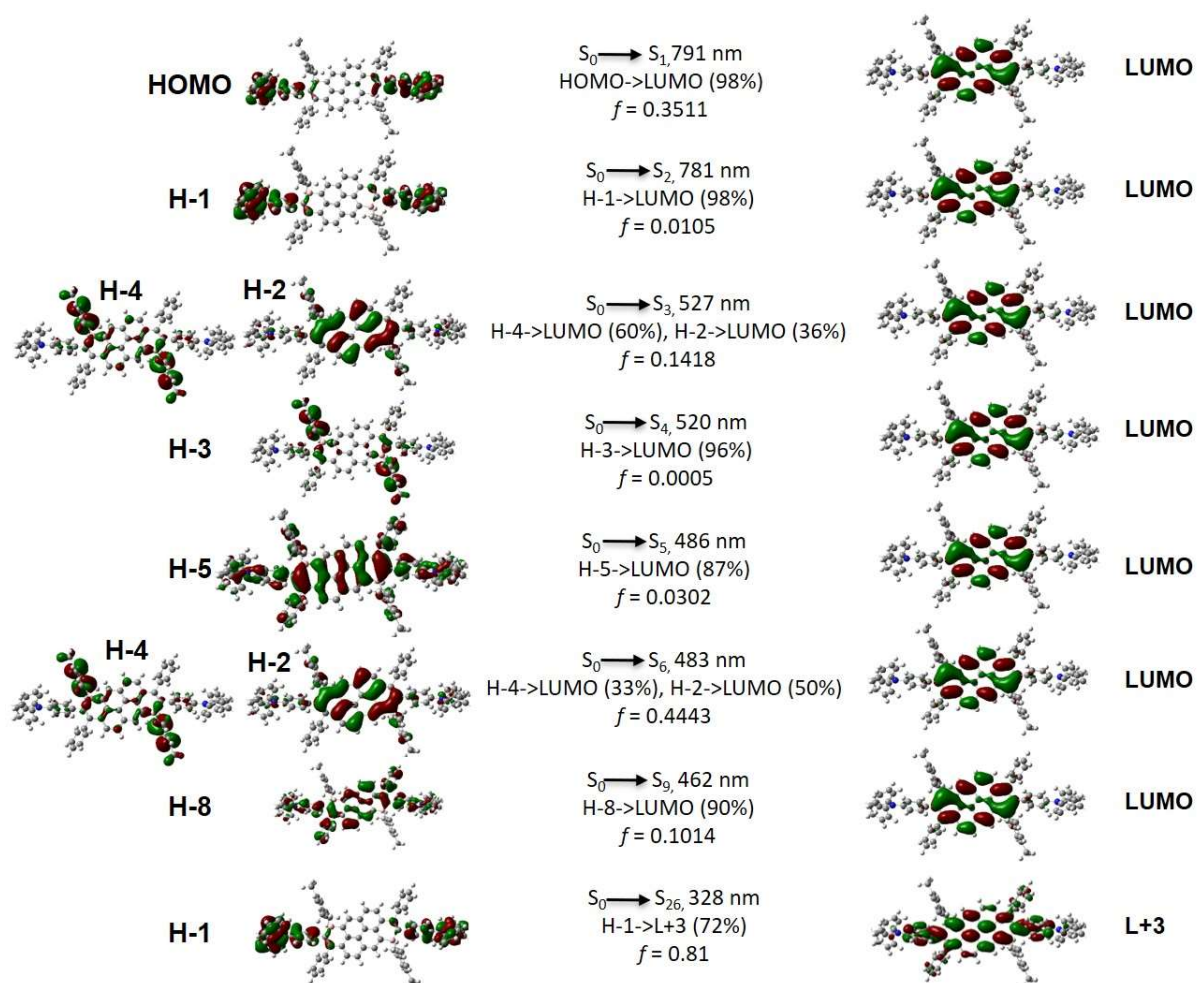 HOMO
S0 → S1, 791 nm
HOMO->LUMO (98%)
f = 0.3511
LUMO
H-1
S0 → S2, 781 nm
H-1->LUMO (98%)
f = 0.0105
LUMO
H-4
H-2
S0 → S3, 527 nm
H-4->LUMO (60%), H-2->LUMO (36%)
f = 0.1418
LUMO
H-3
S0 → S4, 520 nm
H-3->LUMO (96%)
f = 0.0005
LUMO
H-5
S0 → S5, 486 nm
H-5->LUMO (87%)
f = 0.0302
LUMO
H-4
H-2
S0 → S6, 483 nm
H-4->LUMO (33%), H-2->LUMO (50%)
f = 0.4443
LUMO
H-8
S0 → S9, 462 nm
H-8->LUMO (90%)
f = 0.1014
LUMO
H-1
S0 → S26, 328 nm
H-1->L+3 (72%)
f = 0.81
L+3